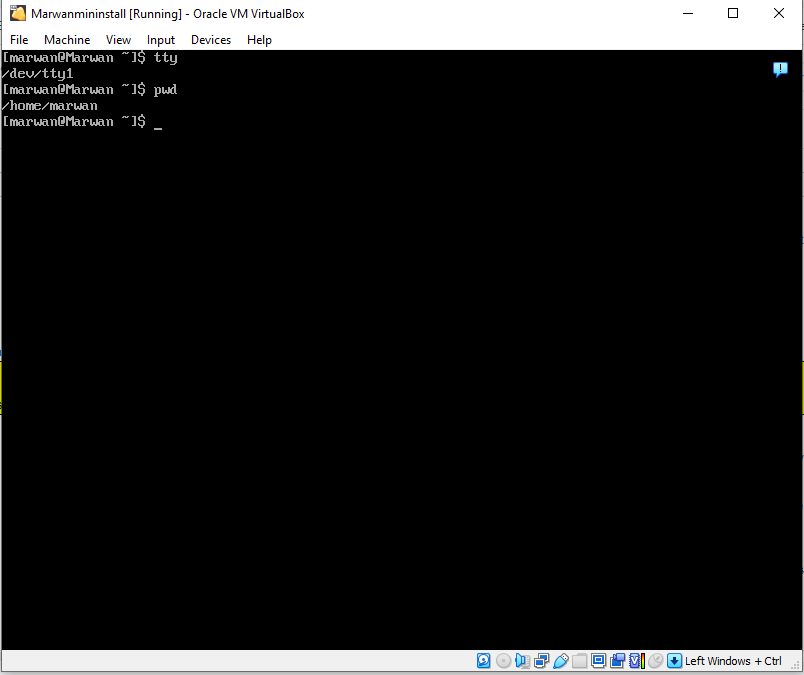 Marwanmininstall [Running] - Oracle VM VirtualBox
File Machine View Input Devices Help
[marwan@Marwan ~]$ tty
/dev/tty1
[marwan@Marwan ~]$ pwd
/home/marwan
[marwan@Marwan ~]$ _
Left Windows + Ctrl